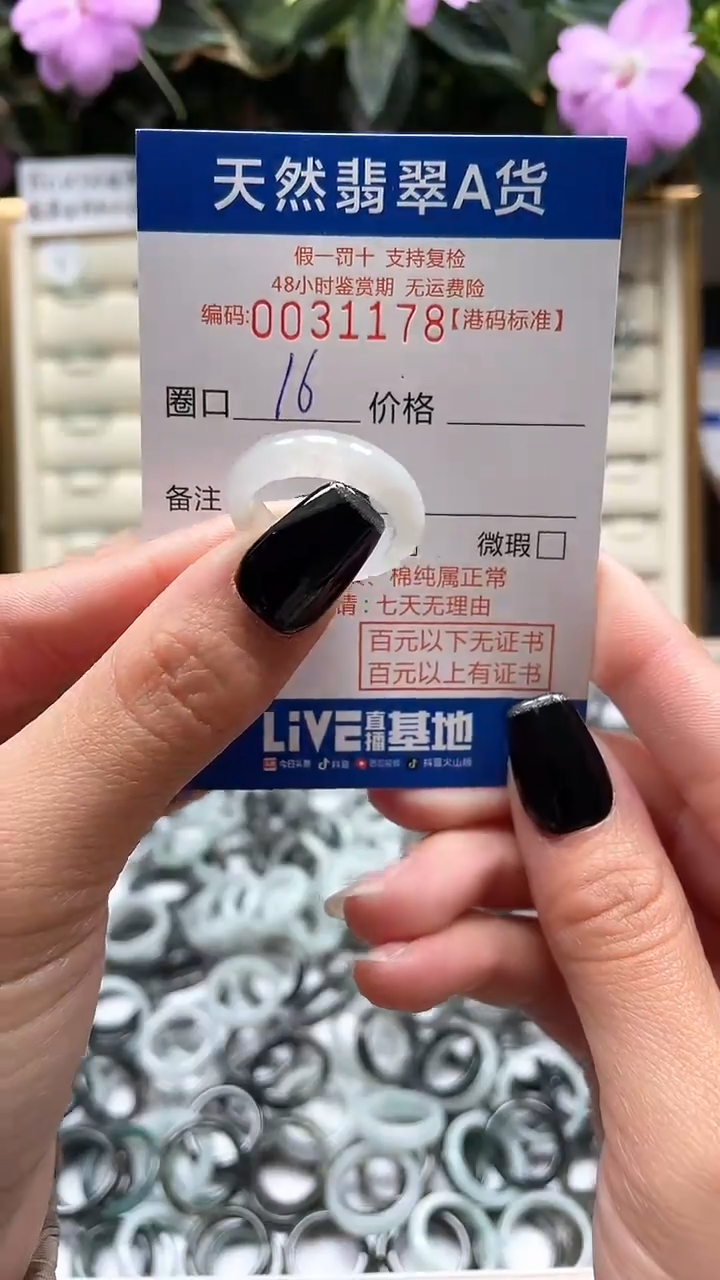 天然翡翠A货
假一罚十 支持复检
48小时鉴赏期 无运费险
编码:0031178【港码标准】
圈口 16 价格
备注
微瑕
、棉纯属正常
请:七天无理由
百元以下无证书
百元以上有证书
LiVE直播基地
今日头条 抖音 西瓜视频 抖音火山版